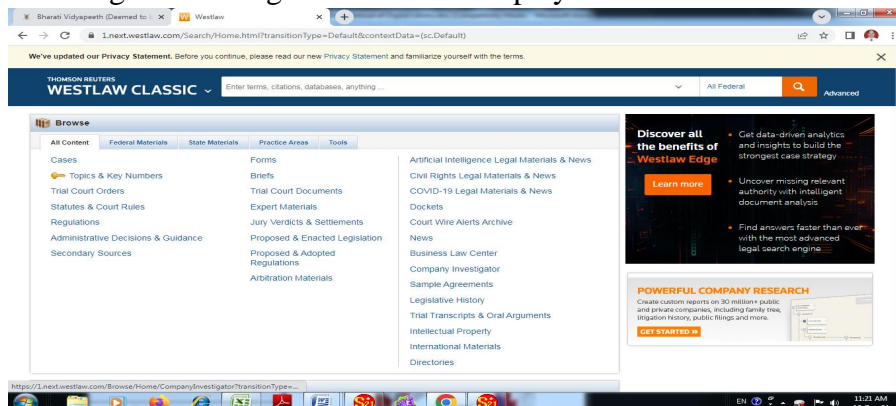 Bharati Vidyapeeth (Deemed to
Westlaw
1.next.westlaw.com/Search/Home.html?transitionType=Default&contextData=(sc.Default)
We've updated our Privacy Statement. Before you continue, please read our new Privacy Statement and familiarize yourself with the terms.
THOMSON REUTERS
WESTLAW CLASSIC
Enter terms, citations, databases, anything ...
All Federal
Advanced
Browse
All Content
Federal Materials
State Materials
Practice Areas
Tools
Cases
Topics & Key Numbers
Trial Court Orders
Statutes & Court Rules
Regulations
Administrative Decisions & Guidance
Secondary Sources
Forms
Briefs
Trial Court Documents
Expert Materials
Jury Verdicts & Settlements
Proposed & Enacted Legislation
Proposed & Adopted
Regulations
Arbitration Materials
Artificial Intelligence Legal Materials & News
Civil Rights Legal Materials & News
COVID-19 Legal Materials & News
Dockets
Court Wire Alerts Archive
News
Business Law Center
Company Investigator
Sample Agreements
Legislative History
Trial Transcripts & Oral Arguments
Intellectual Property
International Materials
Directories
Discover all
the benefits of
Westlaw Edge
Learn more
Get data-driven analytics
and insights to build the
strongest case strategy
Uncover missing relevant
authority with intelligent
document analysis
Find answers faster than ever
with the most advanced
legal search engine
POWERFUL COMPANY RESEARCH
Create custom reports on 30 million+ public
and private companies, including family tree,
litigation history, public filings and more.
GET STARTED »
https://1.next.westlaw.com/Browse/Home/CompanyInvestigator?transitionType=...
EN
11:21 AM